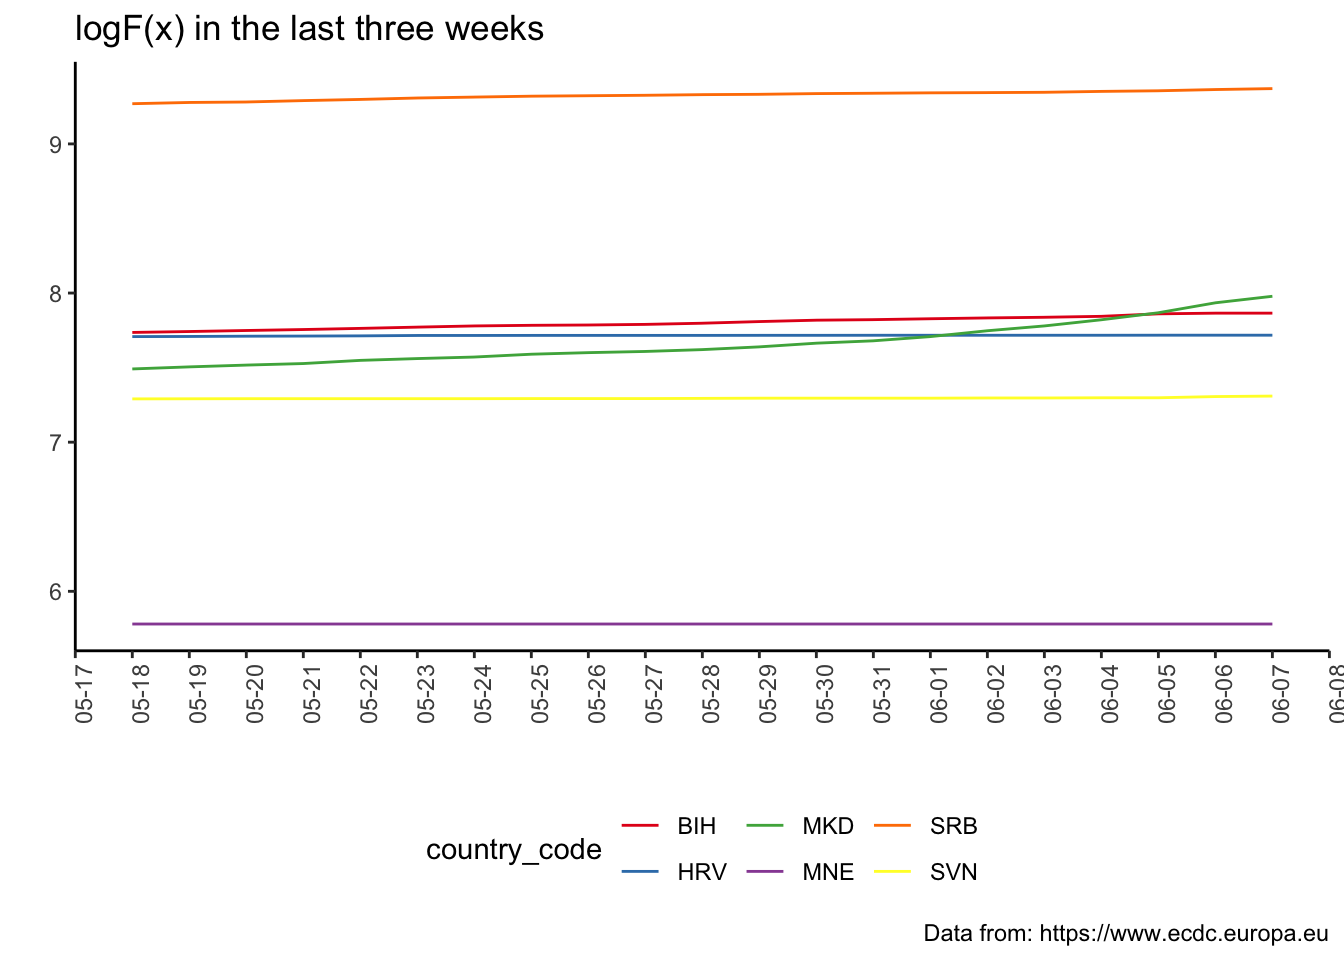 logF(x) in the last three weeks
9
8
7
6
05-17 05-18 05-19 05-20 05-21 05-22 05-23 05-24 05-25 05-26 05-27 05-28 05-29 05-30 05-31 06-01 06-02 06-03 06-04 06-05 06-06 06-07 06-08
country_code
BIH MKD SRB
HRV MNE SVN
Data from: https://www.ecdc.europa.eu